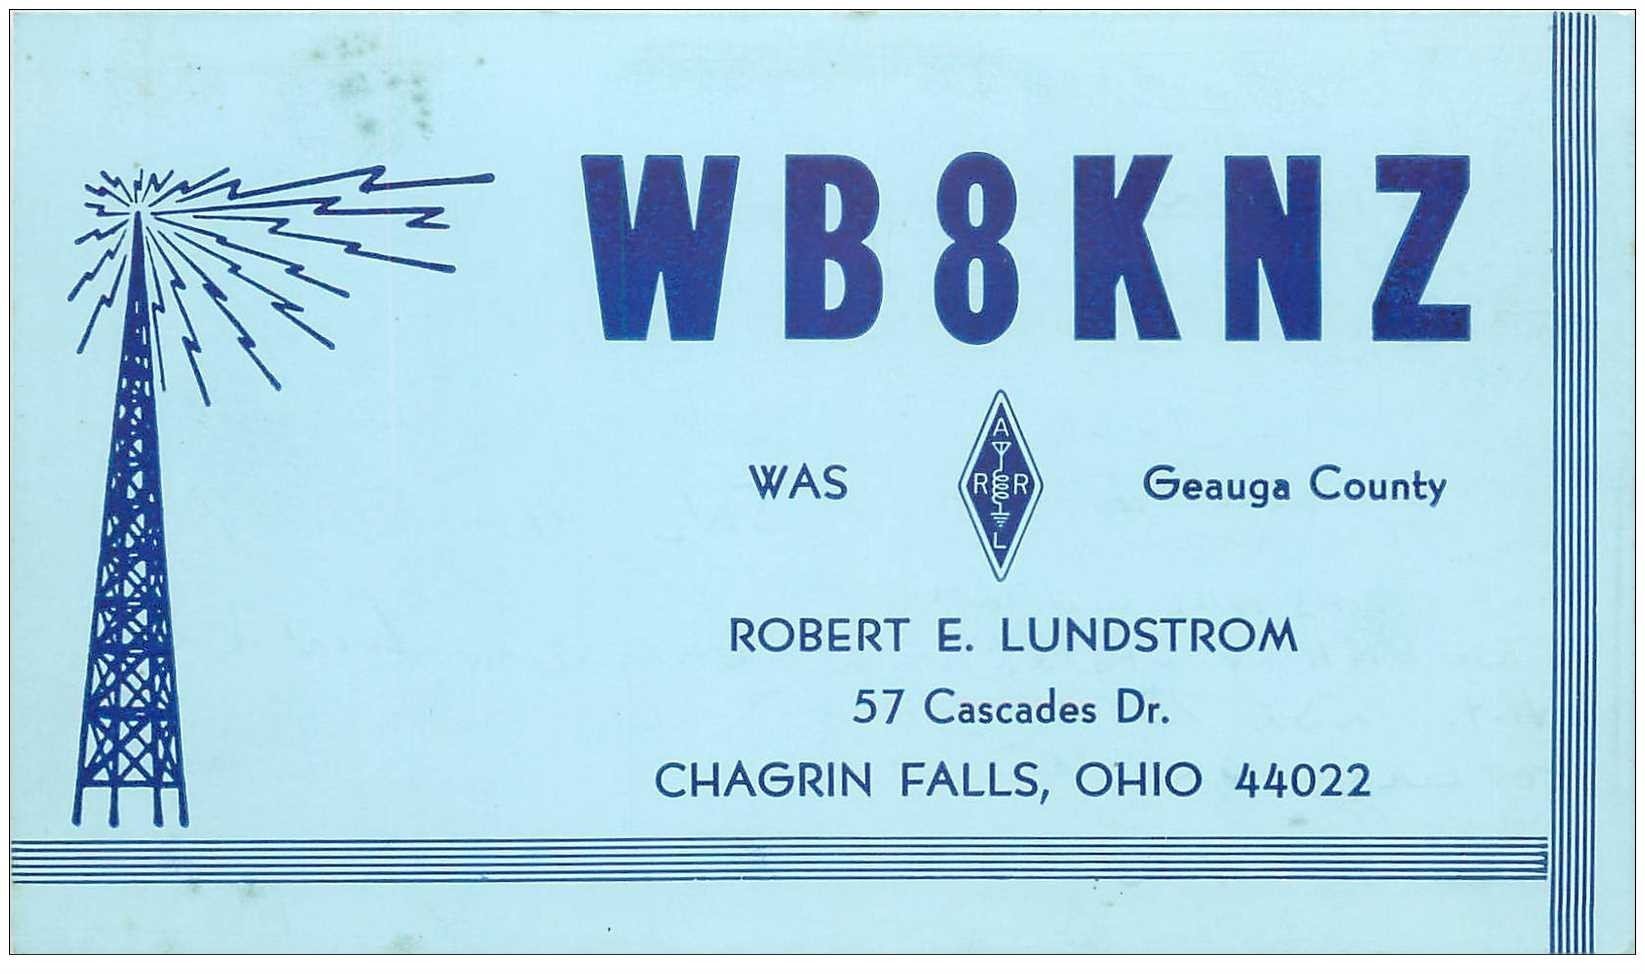 WB8KNZ
WAS A R R L Geauga County
ROBERT E. LUNDSTROM
57 Cascades Dr.
CHAGRIN FALLS, OHIO 44022